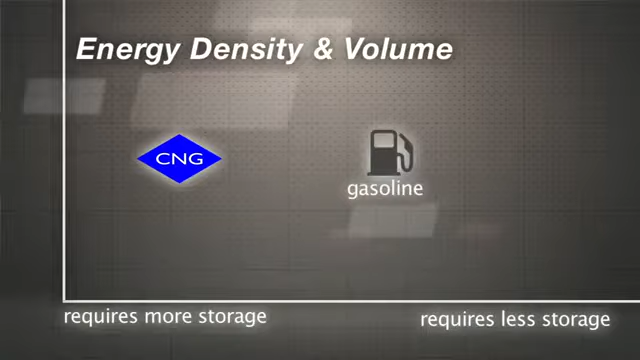 Energy Density & Volume
CNG
gasoline
requires more storage
requires less storage